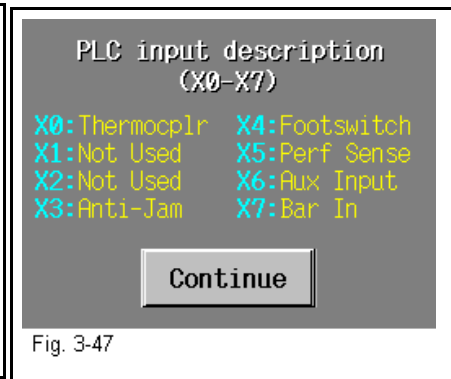 PLC input description
(X0-X7)
X0:Thermocplr X4:Footswitch
X1:Not Used X5:Perf Sense
X2:Not Used X6:Aux Input
X3:Anti-Jam X7:Bar In
Continue
Fig. 3-47